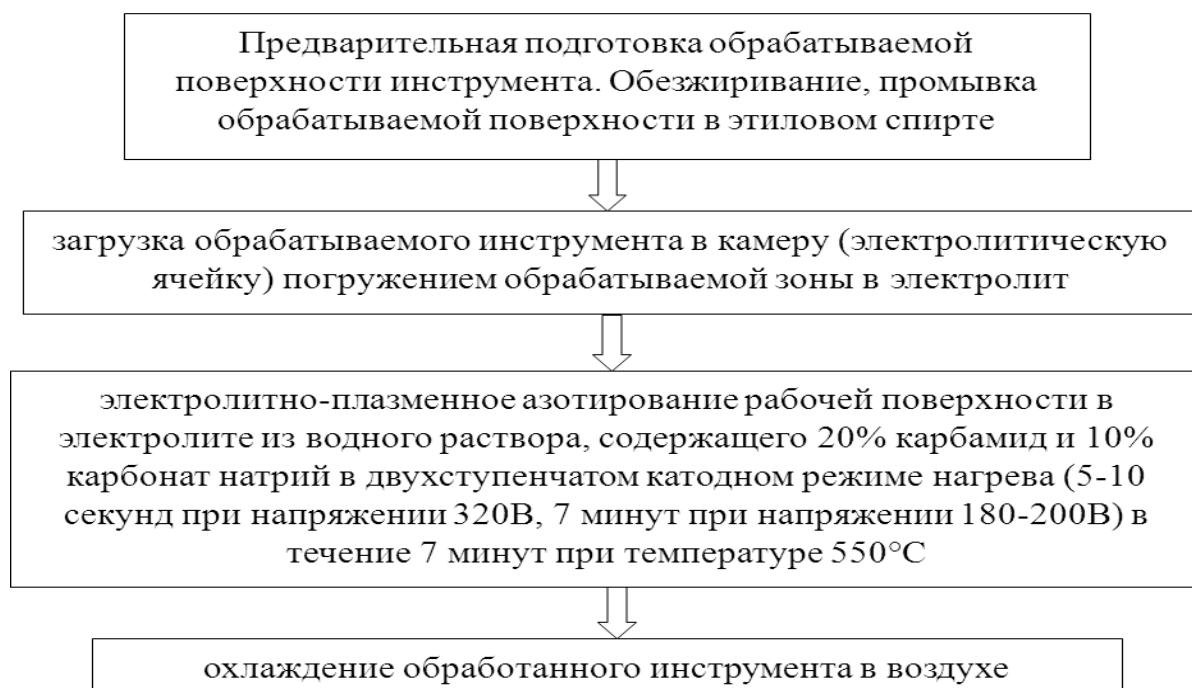 Предварительная подготовка обрабатываемой
поверхности инструмента. Обезжиривание, промывка
обрабатываемой поверхности в этиловом спирте
загрузка обрабатываемого инструмента в камеру (электролитическую
ячейку) погружением обрабатываемой зоны в электролит
электролитно-плазменное азотирование рабочей поверхности в
электролите из водного раствора, содержащего 20% карбамид и 10%
карбонат натрий в двухступенчатом катодном режиме нагрева (5-10
секунд при напряжении 320В, 7 минут при напряжении 180-200В) в
течение 7 минут при температуре 550°С
охлаждение обработанного инструмента в воздухе